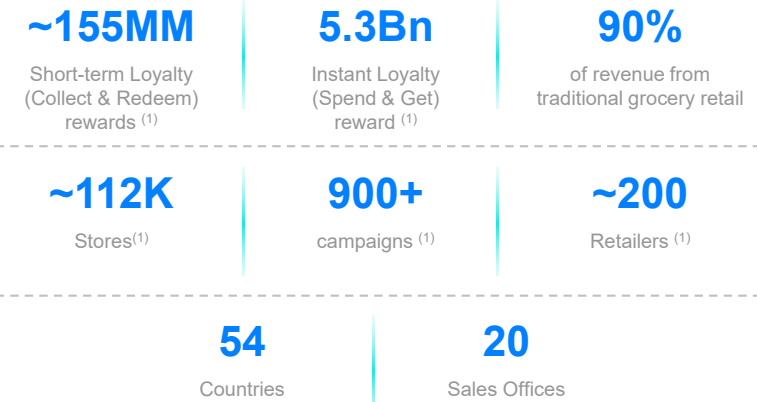 ~155MM
Short-term Loyalty
(Collect & Redeem)
rewards (1)
5.3Bn
Instant Loyalty
(Spend & Get)
reward (1)
90%
of revenue from
traditional grocery retail
~112K
Stores(1)
900+
campaigns (1)
~200
Retailers (1)
54
Countries
20
Sales Offices